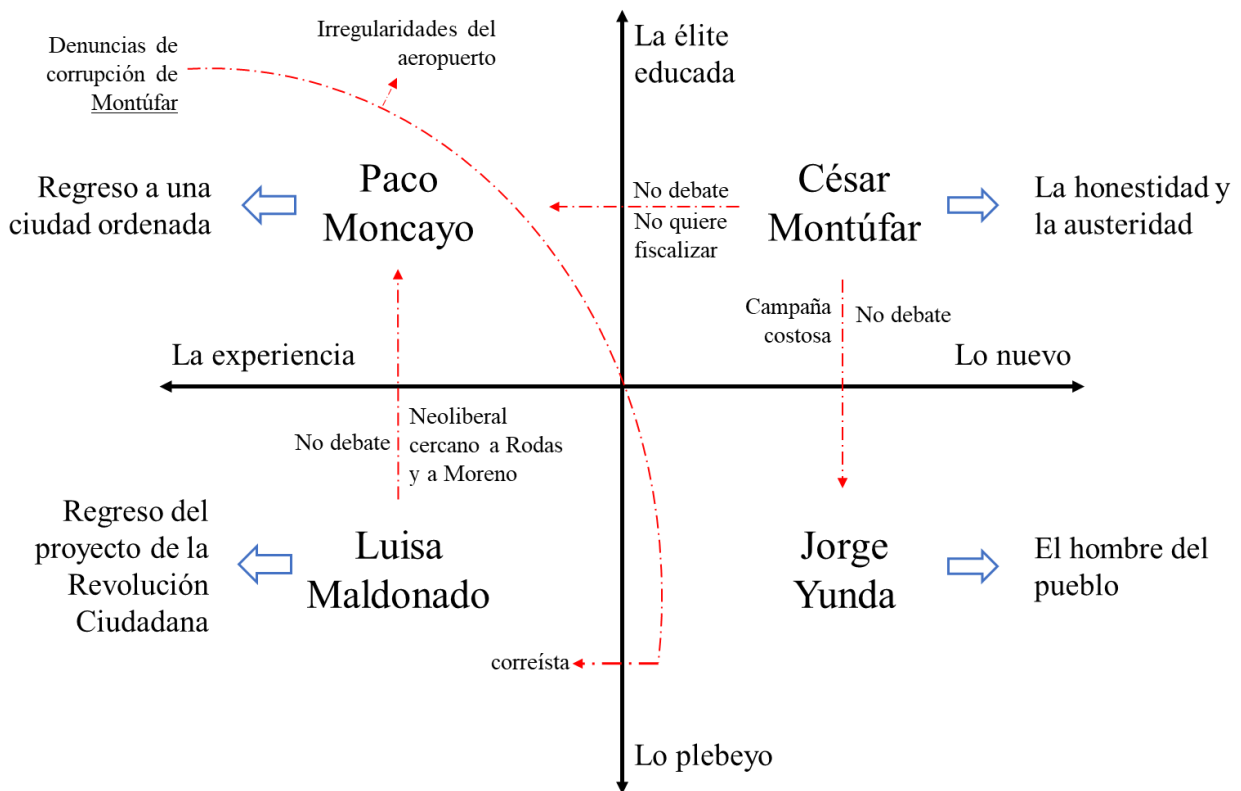 Denuncias de
corrupción de
Montúfar
Irregularidades del
aeropuerto
La élite
educada
Regreso a una
ciudad ordenada
Paco
Moncayo
No debate
No quiere
fiscalizar
César
Montúfar
La honestidad y
la austeridad
Campaña
costosa
No debate
La experiencia
Lo nuevo
No debate
Neoliberal
cercano a Rodas
y a Moreno
Regreso del
proyecto de la
Revolución
Ciudadana
Luisa
Maldonado
Jorge
Yunda
El hombre del
pueblo
correísta
Lo plebeyo